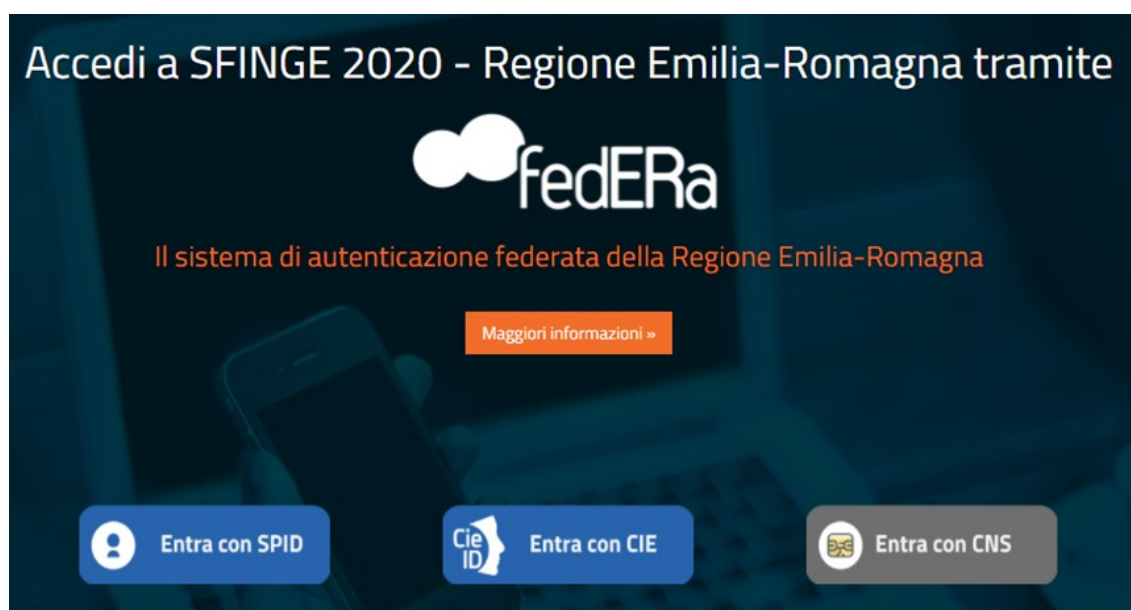 Accedi a SFINGE 2020 - Regione Emilia-Romagna tramite
fedERa
Il sistema di autenticazione federata della Regione Emilia-Romagna
Maggiori informazioni »
Entra con SPID
Cie
ID
Entra con CIE
Entra con CNS